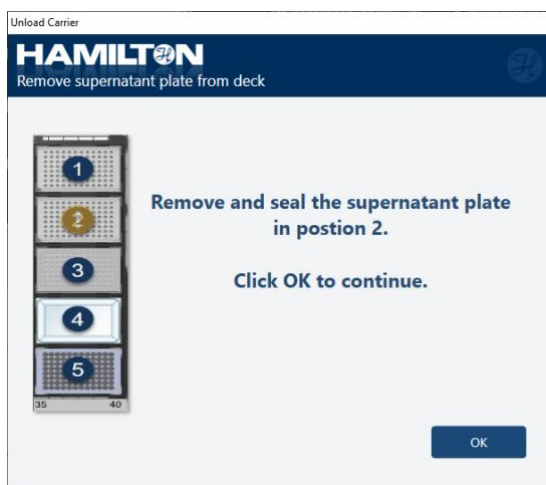 Unload Carrier
HAMILTON
Remove supernatant plate from deck
1
2
3
4
5
35 40
Remove and seal the supernatant plate
in postion 2.
Click OK to continue.
OK